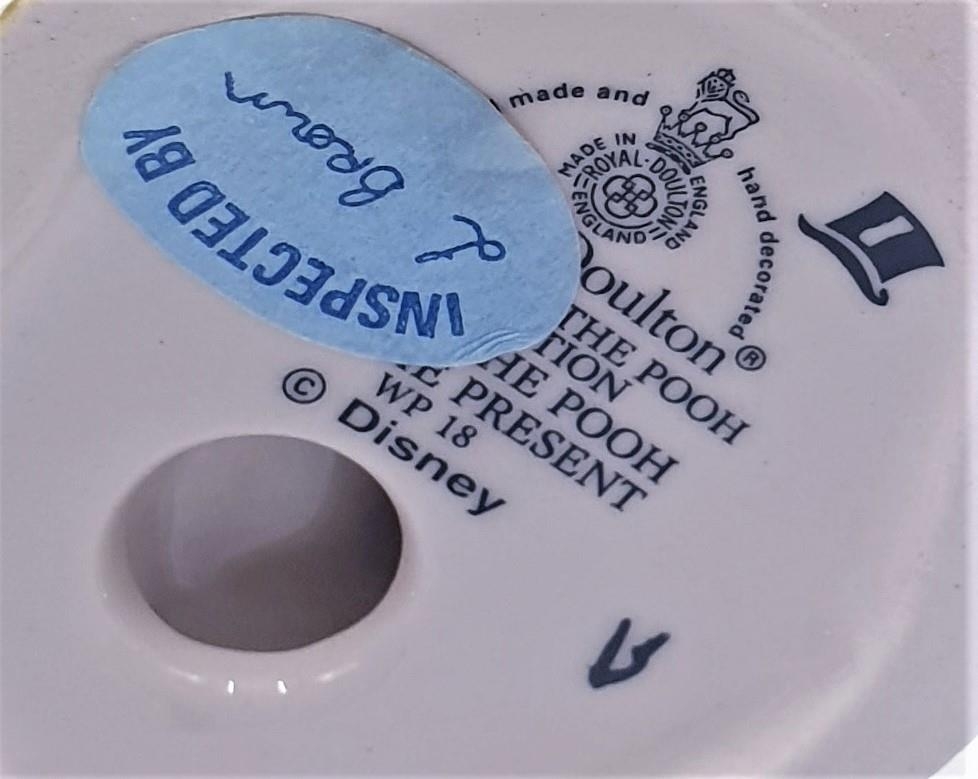 INSPECTED BY
L Brown
made and
hand decorated
MADE IN
ENGLAND
ROYAL-DOULTON
ENGLAND
Doulton ®
THE POOH
TION
HE POOH
E PRESENT
WP 18
© Disney